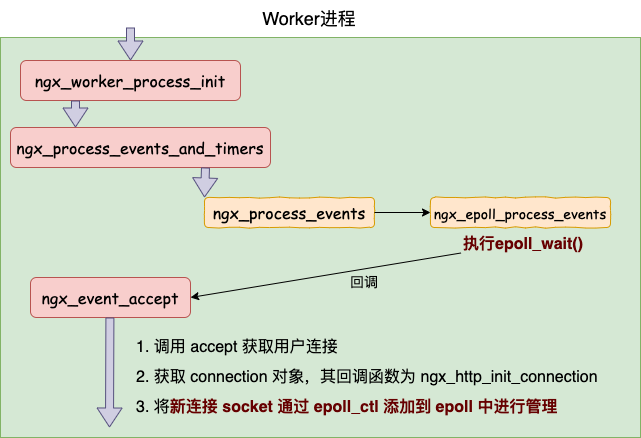 Worker进程
ngx_worker_process_init
ngx_process_events_and_timers
ngx_process_events
ngx_epoll_process_events
执行epoll_wait()
回调
ngx_event_accept
1. 调用 accept 获取用户连接
2. 获取 connection 对象，其回调函数为 ngx_http_init_connection
3. 将新连接 socket 通过 epoll_ctl 添加到 epoll 中进行管理